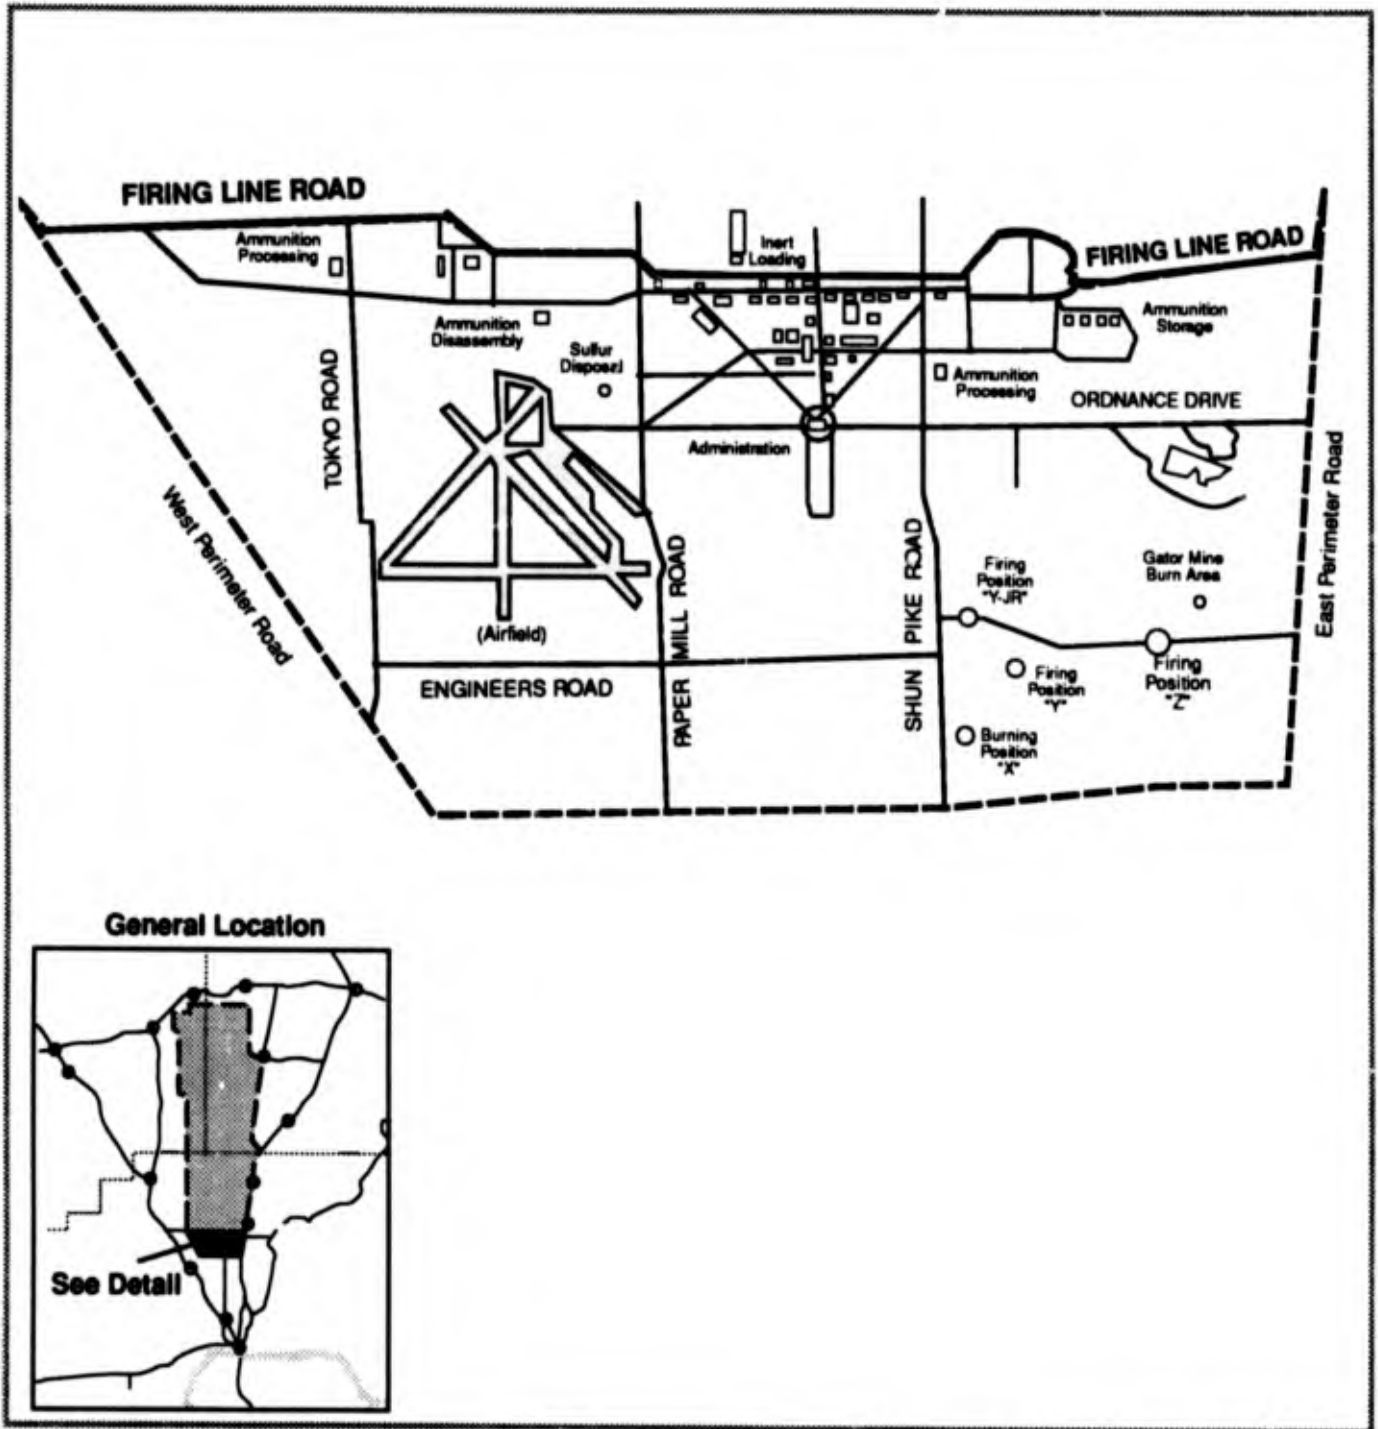 FIRING LINE ROAD
Ammunition
Processing
Inert
Loading
FIRING LINE ROAD
Ammunition
Storage
Ammunition
Disassembly
Sulfur
Disposal
Ammunition
Processing
ORDNANCE DRIVE
TOKYO ROAD
Administration
West Perimeter Road
East Perimeter Road
PAPER MILL ROAD
SHUN PIKE ROAD
Firing
Position
"Y-JR"
Gator Mine
Burn Area
(Airfield)
ENGINEERS ROAD
Firing
Position
"Y"
Firing
Position
"Z"
Burning
Position
"X"
General Location
See Detail